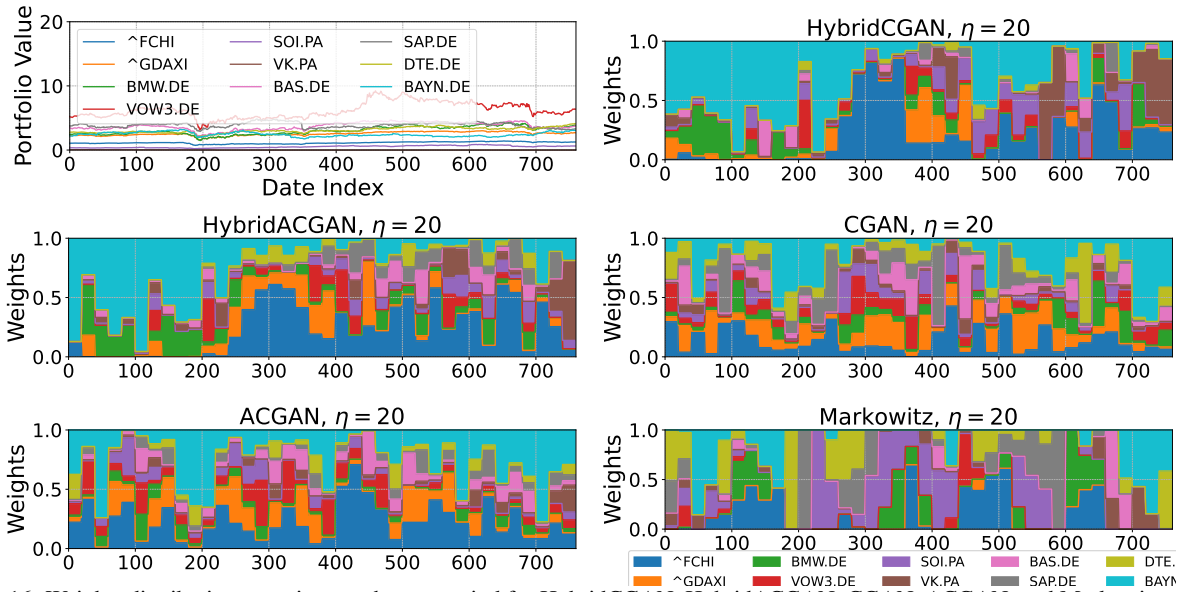 20
10
0
Portfolio Value
^FCHI
^GDAXI
BMW.DE
VOW3.DE
SOI.PA
VK.PA
BAS.DE
SAP.DE
DTE.DE
BAYN.DE
0 100 200 300 400 500 600 700
Date Index
HybridCGAN, η = 20
1.0
0.5
0.0
Weights
0 100 200 300 400 500 600 700
HybridACGAN, η = 20
1.0
0.5
0.0
Weights
0 100 200 300 400 500 600 700
CGAN, η = 20
1.0
0.5
0.0
Weights
0 100 200 300 400 500 600 700
ACGAN, η = 20
1.0
0.5
0.0
Weights
0 100 200 300 400 500 600 700
Markowitz, η = 20
1.0
0.5
0.0
Weights
0 100 200 300 400 500 600 700
^FCHI BMW.DE SOI.PA BAS.DE DTE.
^GDAXI VOW3.DE VK.PA SAP.DE BAYN